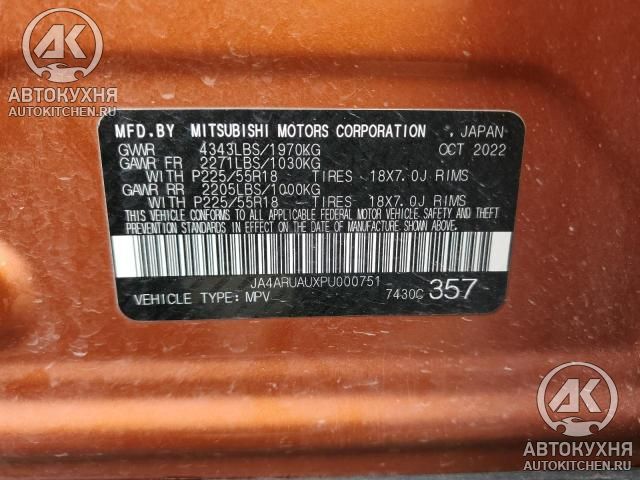 АК
АВТОКУХНЯ
AUTOKITCHEN.RU
MFD.BY MITSUBISHI MOTORS CORPORATION , JAPAN
GVWR 4343LBS/1970KG OCT 2022
GAWR FR 2271LBS/1030KG
WITH P225/55R18 TIRES 18X7.0J RIMS
GAWR RR 2205LBS/1000KG
WITH P225/55R18 TIRES 18X7.0J RIMS
THIS VEHICLE CONFORMS TO ALL APPLICABLE FEDERAL MOTOR VEHICLE SAFETY AND THEFT
PREVENTION STANDARDS IN EFFECT ON THE DATE OF MANUFACTURE SHOWN ABOVE.
JA4ARUAUXPU000751
VEHICLE TYPE: MPV 7430C 357
АК
АВТОКУХНЯ
AUTOKITCHEN.RU